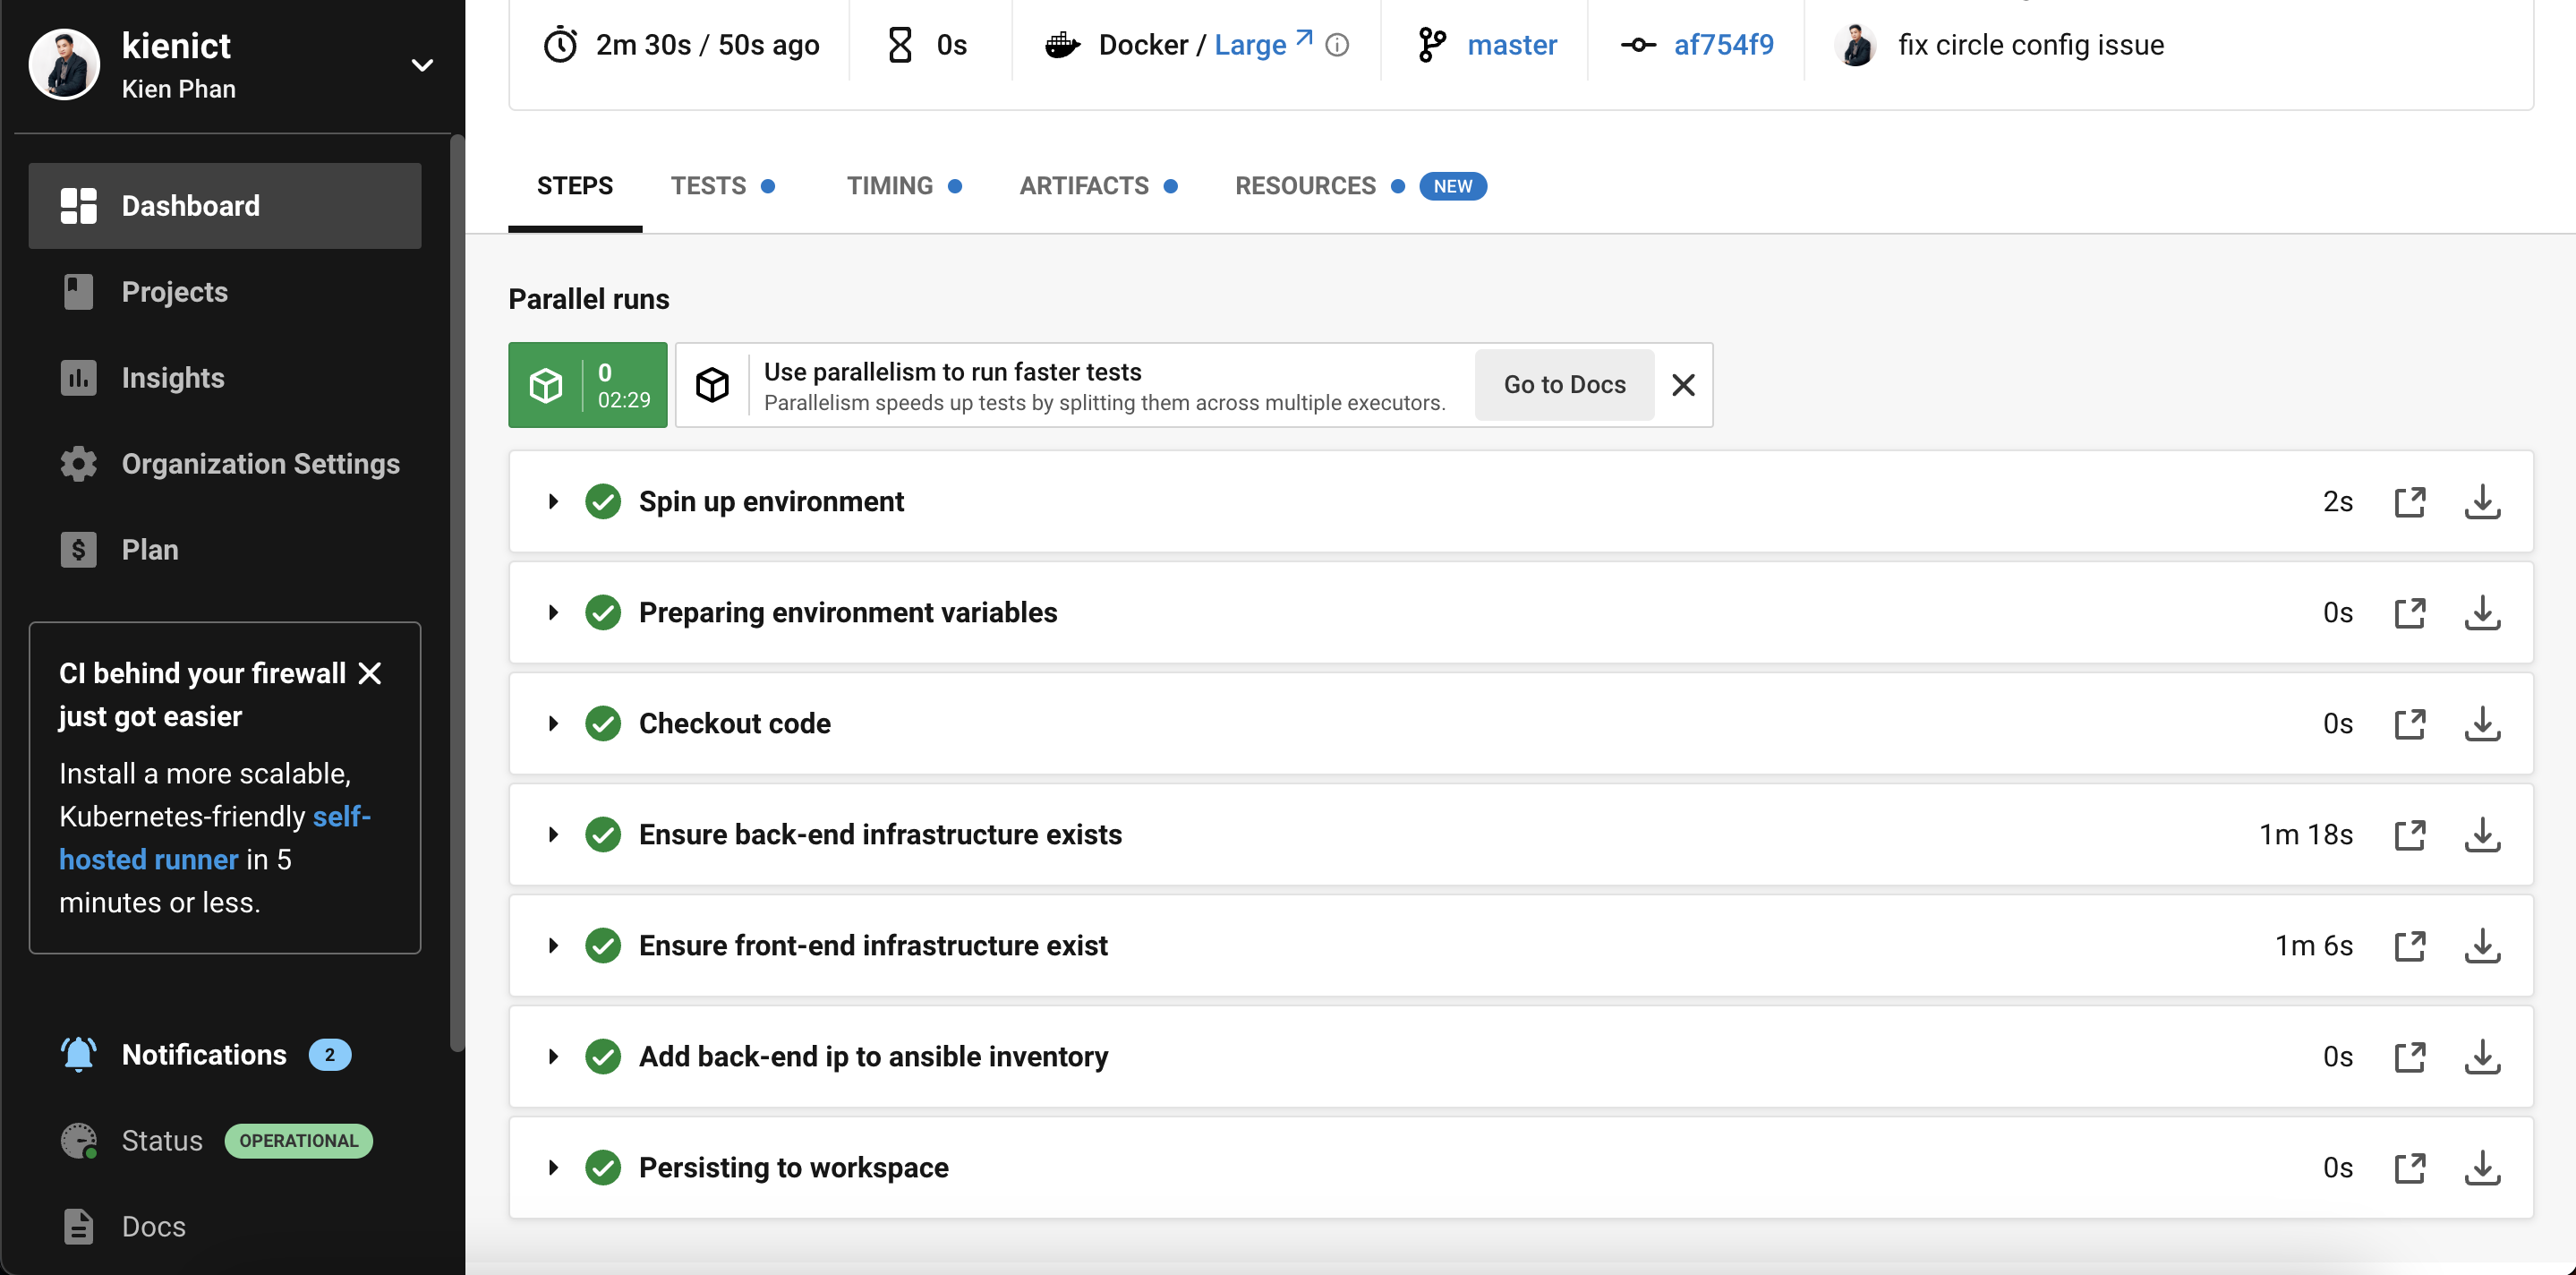 kienict
Kien Phan
Dashboard
Projects
Insights
Organization Settings
Plan
CI behind your firewall
just got easier
Install a more scalable,
Kubernetes-friendly self-
hosted runner in 5
minutes or less.
Notifications 2
Status OPERATIONAL
Docs
2m 30s / 50s ago 0s Docker / Large master af754f9 fix circle config issue
STEPS TESTS TIMING ARTIFACTS RESOURCES NEW
Parallel runs
0
02:29
Use parallelism to run faster tests
Parallelism speeds up tests by splitting them across multiple executors.
Go to Docs
Spin up environment 2s
Preparing environment variables 0s
Checkout code 0s
Ensure back-end infrastructure exists 1m 18s
Ensure front-end infrastructure exist 1m 6s
Add back-end ip to ansible inventory 0s
Persisting to workspace 0s